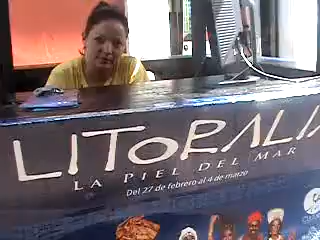 LITORALIA
LA PIEL DEL MAR
Del 27 de febrero al 4 de marzo